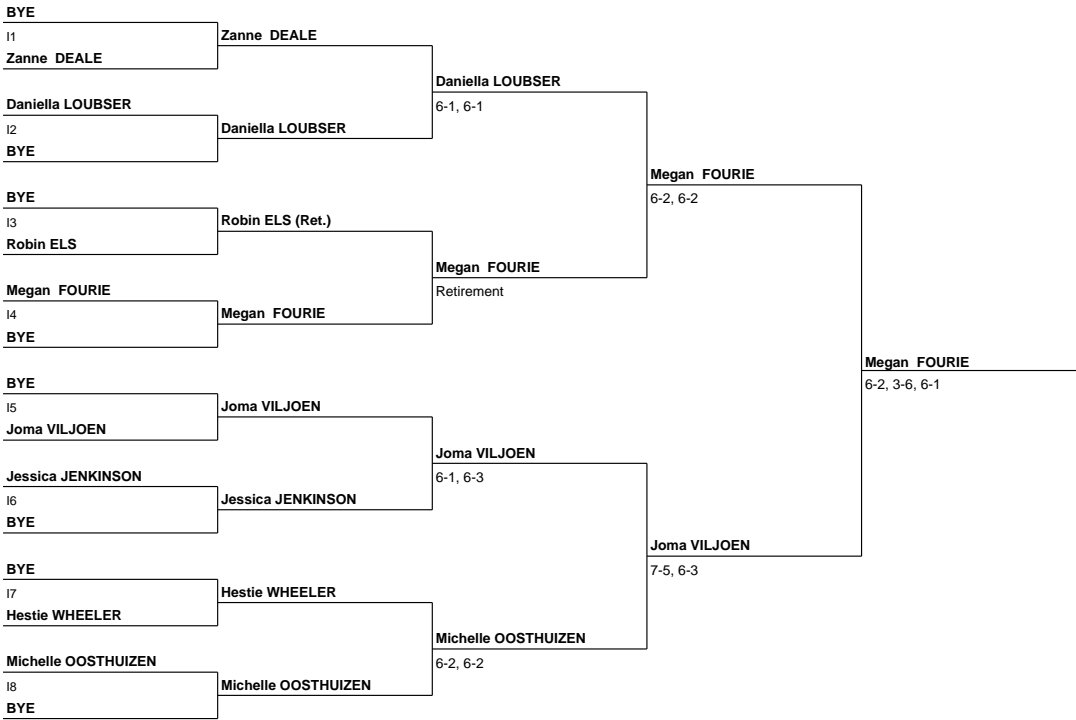 BYE
I1
Zanne DEALE
Daniella LOUBSER
I2
BYE
BYE
I3
Robin ELS
Megan FOURIE
I4
BYE
BYE
I5
Joma VILJOEN
Jessica JENKINSON
I6
BYE
BYE
I7
Hestie WHEELER
Michelle OOSTHUIZEN
I8
BYE
Zanne DEALE
Daniella LOUBSER
Robin ELS (Ret.)
Megan FOURIE
Joma VILJOEN
Jessica JENKINSON
Hestie WHEELER
Michelle OOSTHUIZEN
Daniella LOUBSER
6-1, 6-1
Megan FOURIE
Retirement
Joma VILJOEN
6-1, 6-3
Michelle OOSTHUIZEN
6-2, 6-2
Megan FOURIE
6-2, 6-2
Joma VILJOEN
7-5, 6-3
Megan FOURIE
6-2, 3-6, 6-1